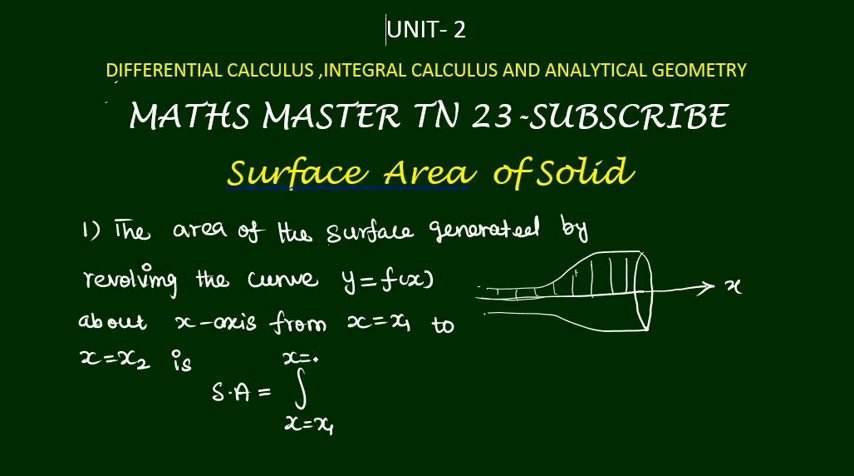 UNIT- 2
DIFFERENTIAL CALCULUS ,INTEGRAL CALCULUS AND ANALYTICAL GEOMETRY
MATHS MASTER TN 23-SUBSCRIBE
Surface Area of Solid
1) The area of the surface generated by
revolving the curve y=f(x)
about x-axis from x=x₁ to
x=x₂ is
x=
S.A = ∫
x=x₁
x